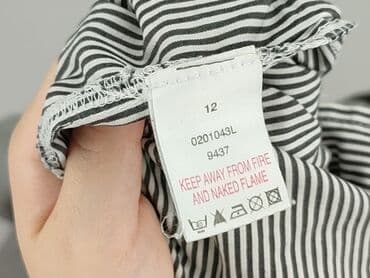 12
0201043L
9437
KEEP AWAY FROM FIRE
AND NAKED FLAME